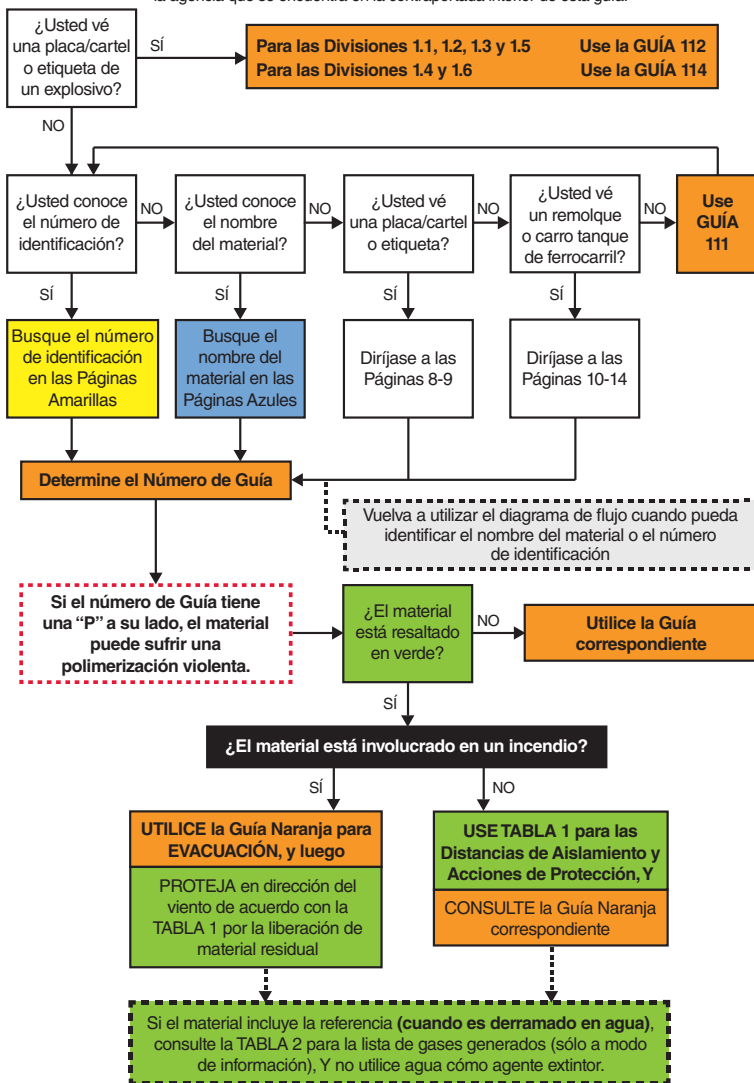 la agencia que se encuentra en la contraportada interior de esta guía.
¿Usted vé
una placa/cartel
o etiqueta de
un explosivo?
SÍ
Para las Divisiones 1.1, 1.2, 1.3 y 1.5 Use la GUÍA 112
Para las Divisiones 1.4 y 1.6 Use la GUÍA 114
NO
¿Usted conoce
el número de
identificación?
NO
¿Usted conoce
el nombre
del material?
NO
¿Usted vé
una placa/cartel
o etiqueta?
NO
¿Usted vé
un remolque
o carro tanque
de ferrocarril?
NO
Use
GUÍA
111
SÍ
SÍ
SÍ
SÍ
Busque el número
de identificación
en las Páginas
Amarillas
Busque el
nombre del
material en las
Páginas Azules
Diríjase a las
Páginas 8-9
Diríjase a las
Páginas 10-14
Determine el Número de Guía
Vuelva a utilizar el diagrama de flujo cuando pueda
identificar el nombre del material o el número
de identificación
Si el número de Guía tiene
una “P” a su lado, el material
puede sufrir una
polimerización violenta.
¿El material
está resaltado
en verde?
NO
Utilice la Guía
correspondiente
SÍ
¿El material está involucrado en un incendio?
SÍ
NO
UTILICE la Guía Naranja para
EVACUACIÓN, y luego
PROTEJA en dirección del
viento de acuerdo con la
TABLA 1 por la liberación de
material residual
USE TABLA 1 para las
Distancias de Aislamiento y
Acciones de Protección, Y
CONSULTE la Guía Naranja
correspondiente
Si el material incluye la referencia (cuando es derramado en agua),
consulte la TABLA 2 para la lista de gases generados (sólo a modo
de información), Y no utilice agua cómo agente extintor.